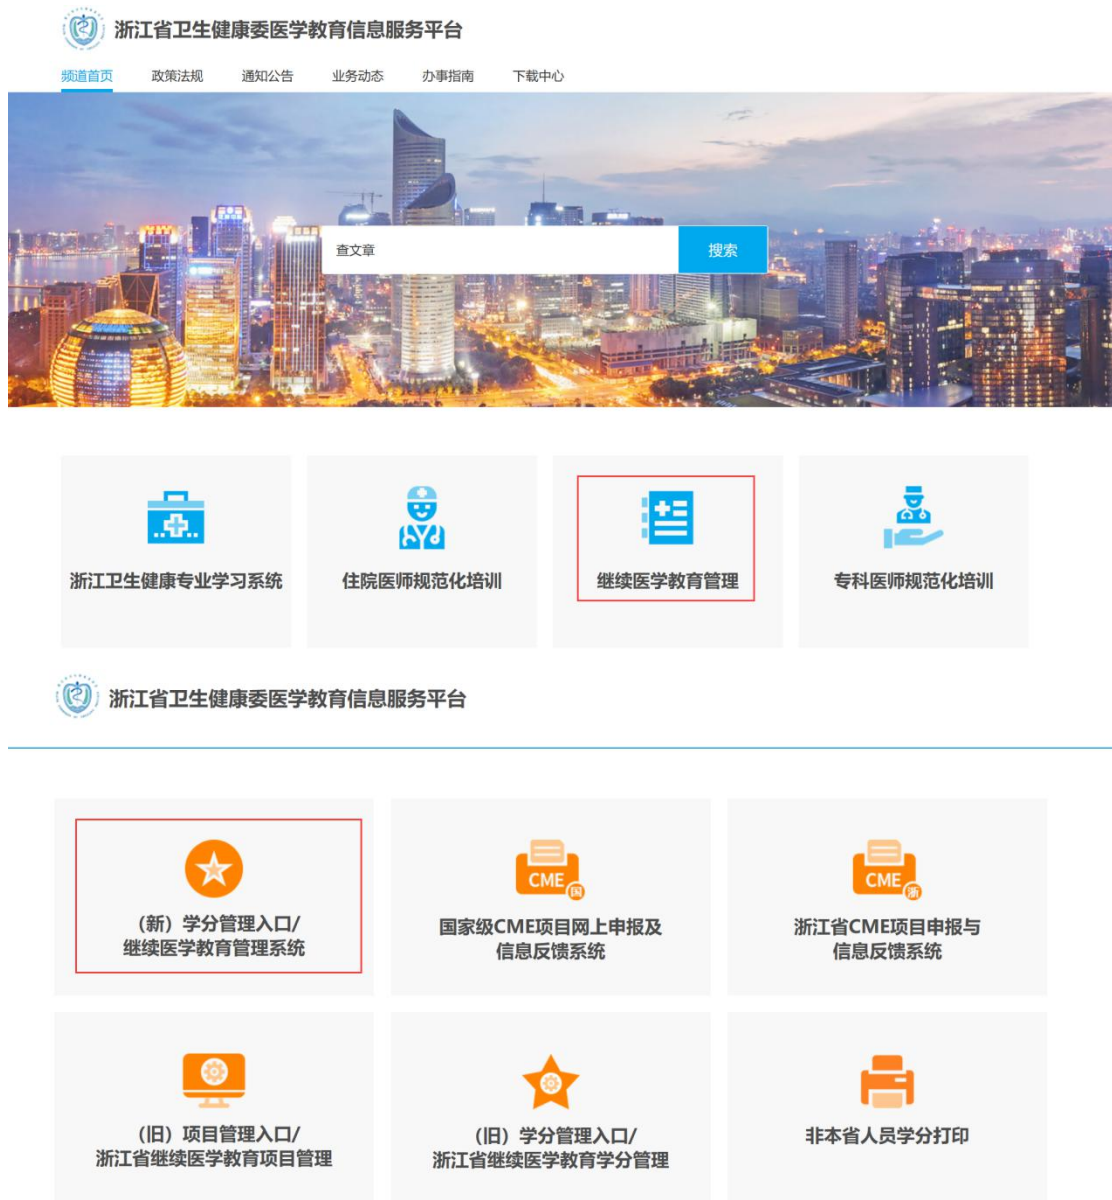 浙江省卫生健康委医学教育信息服务平台
频道首页 政策法规 通知公告 业务动态 办事指南 下载中心
查文章 搜索
浙江卫生健康专业学习系统 住院医师规范化培训 继续医学教育管理 专科医师规范化培训
浙江省卫生健康委医学教育信息服务平台
CME 国 CME 浙
（新）学分管理入口/ 国家级CME项目网上申报及 浙江省CME项目申报与
继续医学教育管理系统 信息反馈系统 信息反馈系统
（旧）项目管理入口/ （旧）学分管理入口/ 非本省人员学分打印
浙江省继续医学教育项目管理 浙江省继续医学教育学分管理